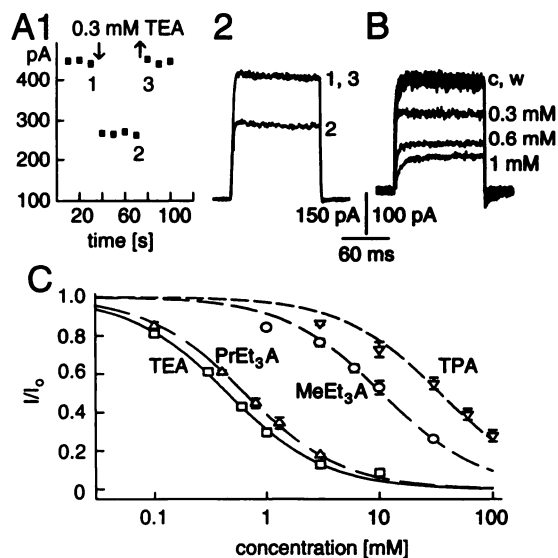 A1 0.3 mM TEA 2 B
pA
400
300
200
100
1
3
2
20 60 100
time [s]
1, 3
2
150 pA
c, w
0.3 mM
0.6 mM
1 mM
100 pA
60 ms
C
1.0
0.8
0.6
0.4
0.2
0
I/Io
TEA
PrEt3A
MeEt3A
TPA
0.1 1 10 100
concentration [mM]